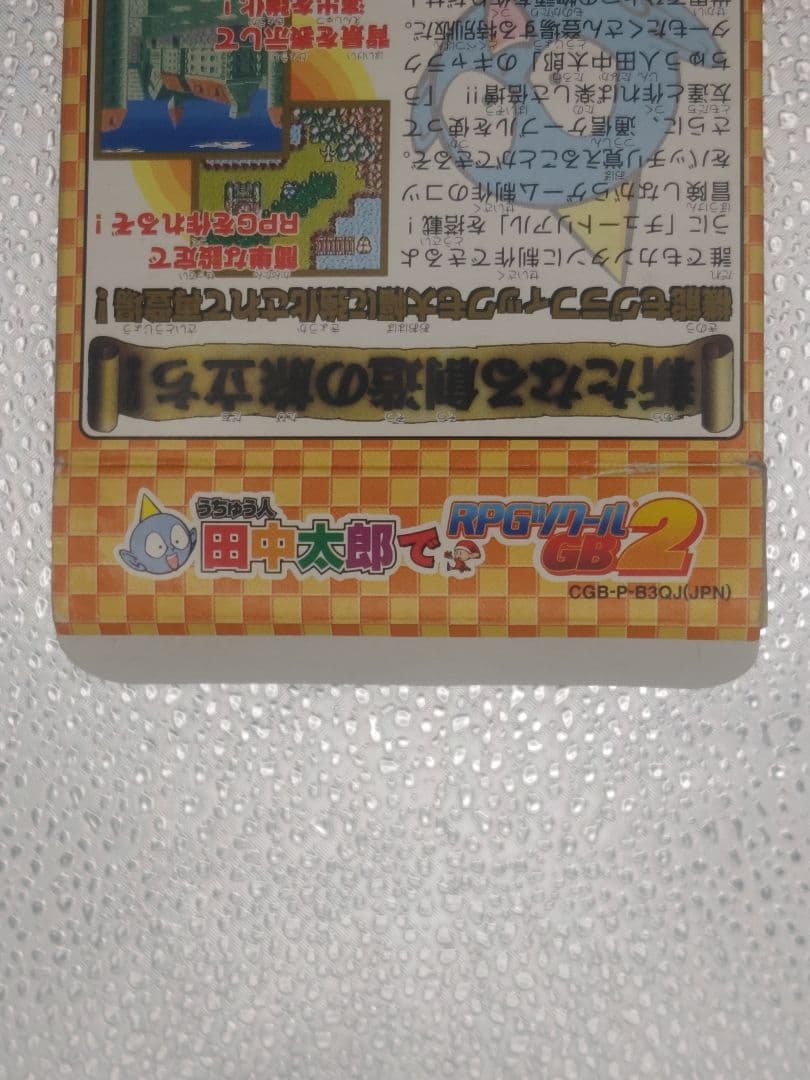 うちゅう人
田中太郎で
RPGツクール
GB2
CGB-P-B3QJ(JPN)
新たなる創造の旅立ち
機能もグラフィックも大幅に強化されて再登場!
誰でもカンタンに制作できるよ
うに「チュートリアル」を搭載!
冒険しながらゲーム制作のコツ
をバッチリ覚えることができるぞ。
さらに、通信ケーブルを使って
友達と作れば楽しさ倍増!! 「う
ちゅう人田中太郎」のキャラク
ターもたくさん登場する特別版だ。
簡単な設定で
RPGを作れるぞ!
背景を表示して
演出を強化!